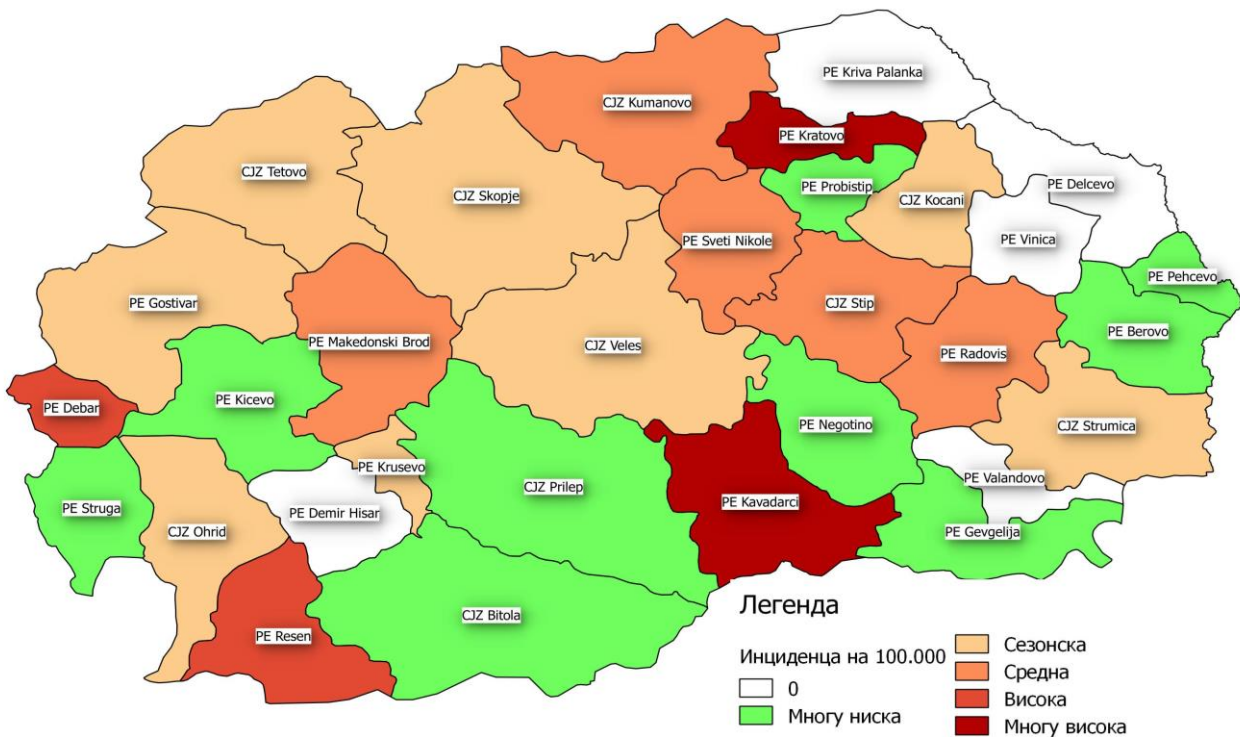 PE Kriva Palanka
CJZ Kumanovo
PE Kratovo
CJZ Tetovo
PE Probistip
PE Delcevo
CJZ Skopje
CJZ Kocani
PE Vinica
PE Sveti Nikole
PE Pehcevo
PE Gostivar
CJZ Stip
PE Berovo
PE Makedonski Brod
CJZ Veles
PE Radovis
PE Debar
PE Kicevo
PE Negotino
CJZ Strumica
PE Krusevo
PE Valandovo
CJZ Prilep
PE Kavadarci
PE Struga
PE Demir Hisar
CJZ Ohrid
PE Gevgelija
CJZ Bitola
PE Resen
Легенда
Инциденца на 100.000
0
Многу ниска
Сезонска
Средна
Висока
Многу висока